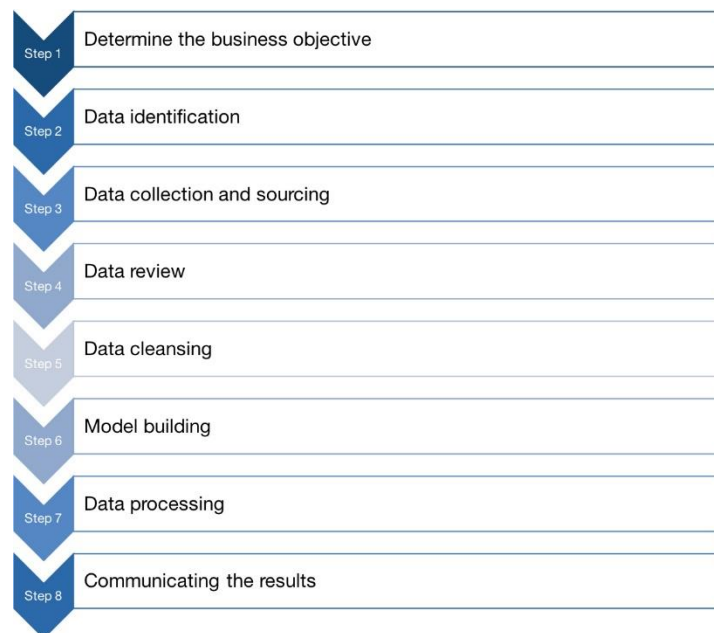 Step 1
Determine the business objective
Step 2
Data identification
Step 3
Data collection and sourcing
Step 4
Data review
Step 5
Data cleansing
Step 6
Model building
Step 7
Data processing
Step 8
Communicating the results